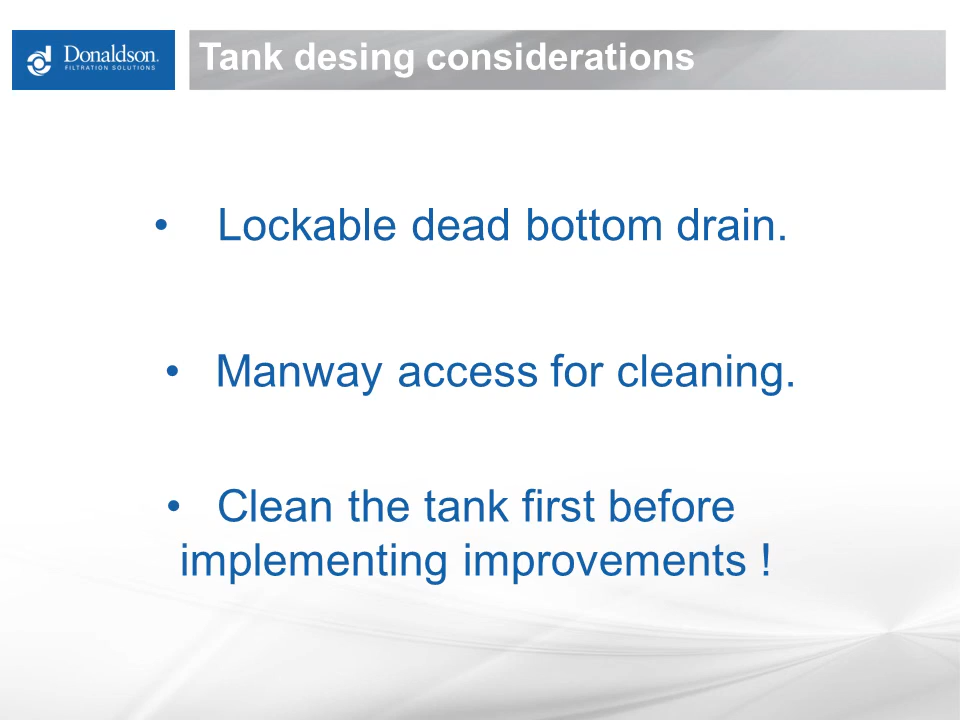 Donaldson.
FILTRATION SOLUTIONS
Tank desing considerations
• Lockable dead bottom drain.
• Manway access for cleaning.
• Clean the tank first before
implementing improvements !